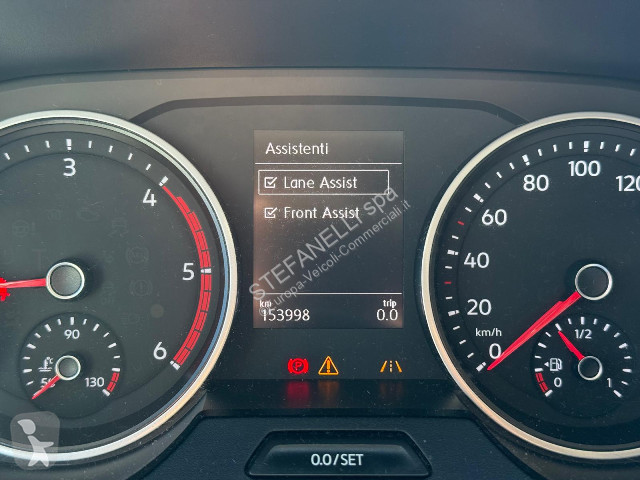 Assistenti
Lane Assist
Front Assist
STEFANELLI spa
Europa-Veicoli-Commerciali.it
km trip
153998 0.0
3
4
5
6
90
°C
50 130
0
20
40
60
80
100
120
km/h
1/2
0 1
P
0.0/SET